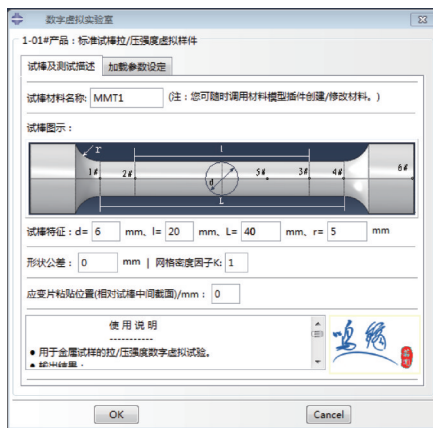 数字虚拟实验室
1-01#产品：标准试棒拉/压强度虚拟样件
试棒及测试描述 加载参数设定
试棒材料名称: MMT1 (注：您可随时调用材料模型插件创建/修改材料。)
试棒图示：
r l
1# 2# d 5# 3# 4# 6#
L
试棒特征：d= 6 mm、l= 20 mm、L= 40 mm、r= 5 mm
形状公差： 0 mm | 网格密度因子K: 1
应变片粘贴位置(相对试棒中间截面)/mm： 0
使 用 说 明
-----------
● 用于金属试样的拉/压强度数字虚拟试验。
● 输出结果：
OK Cancel